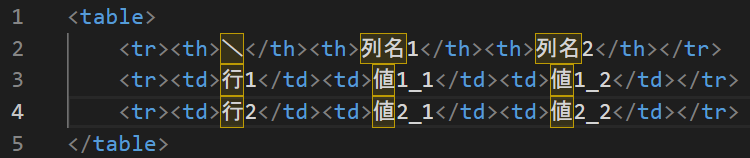 1 <table>
2 <tr><th>＼</th><th>列名1</th><th>列名2</th></tr>
3 <tr><td>行1</td><td>値1_1</td><td>値1_2</td></tr>
4 <tr><td>行2</td><td>値2_1</td><td>値2_2</td></tr>
5 </table>